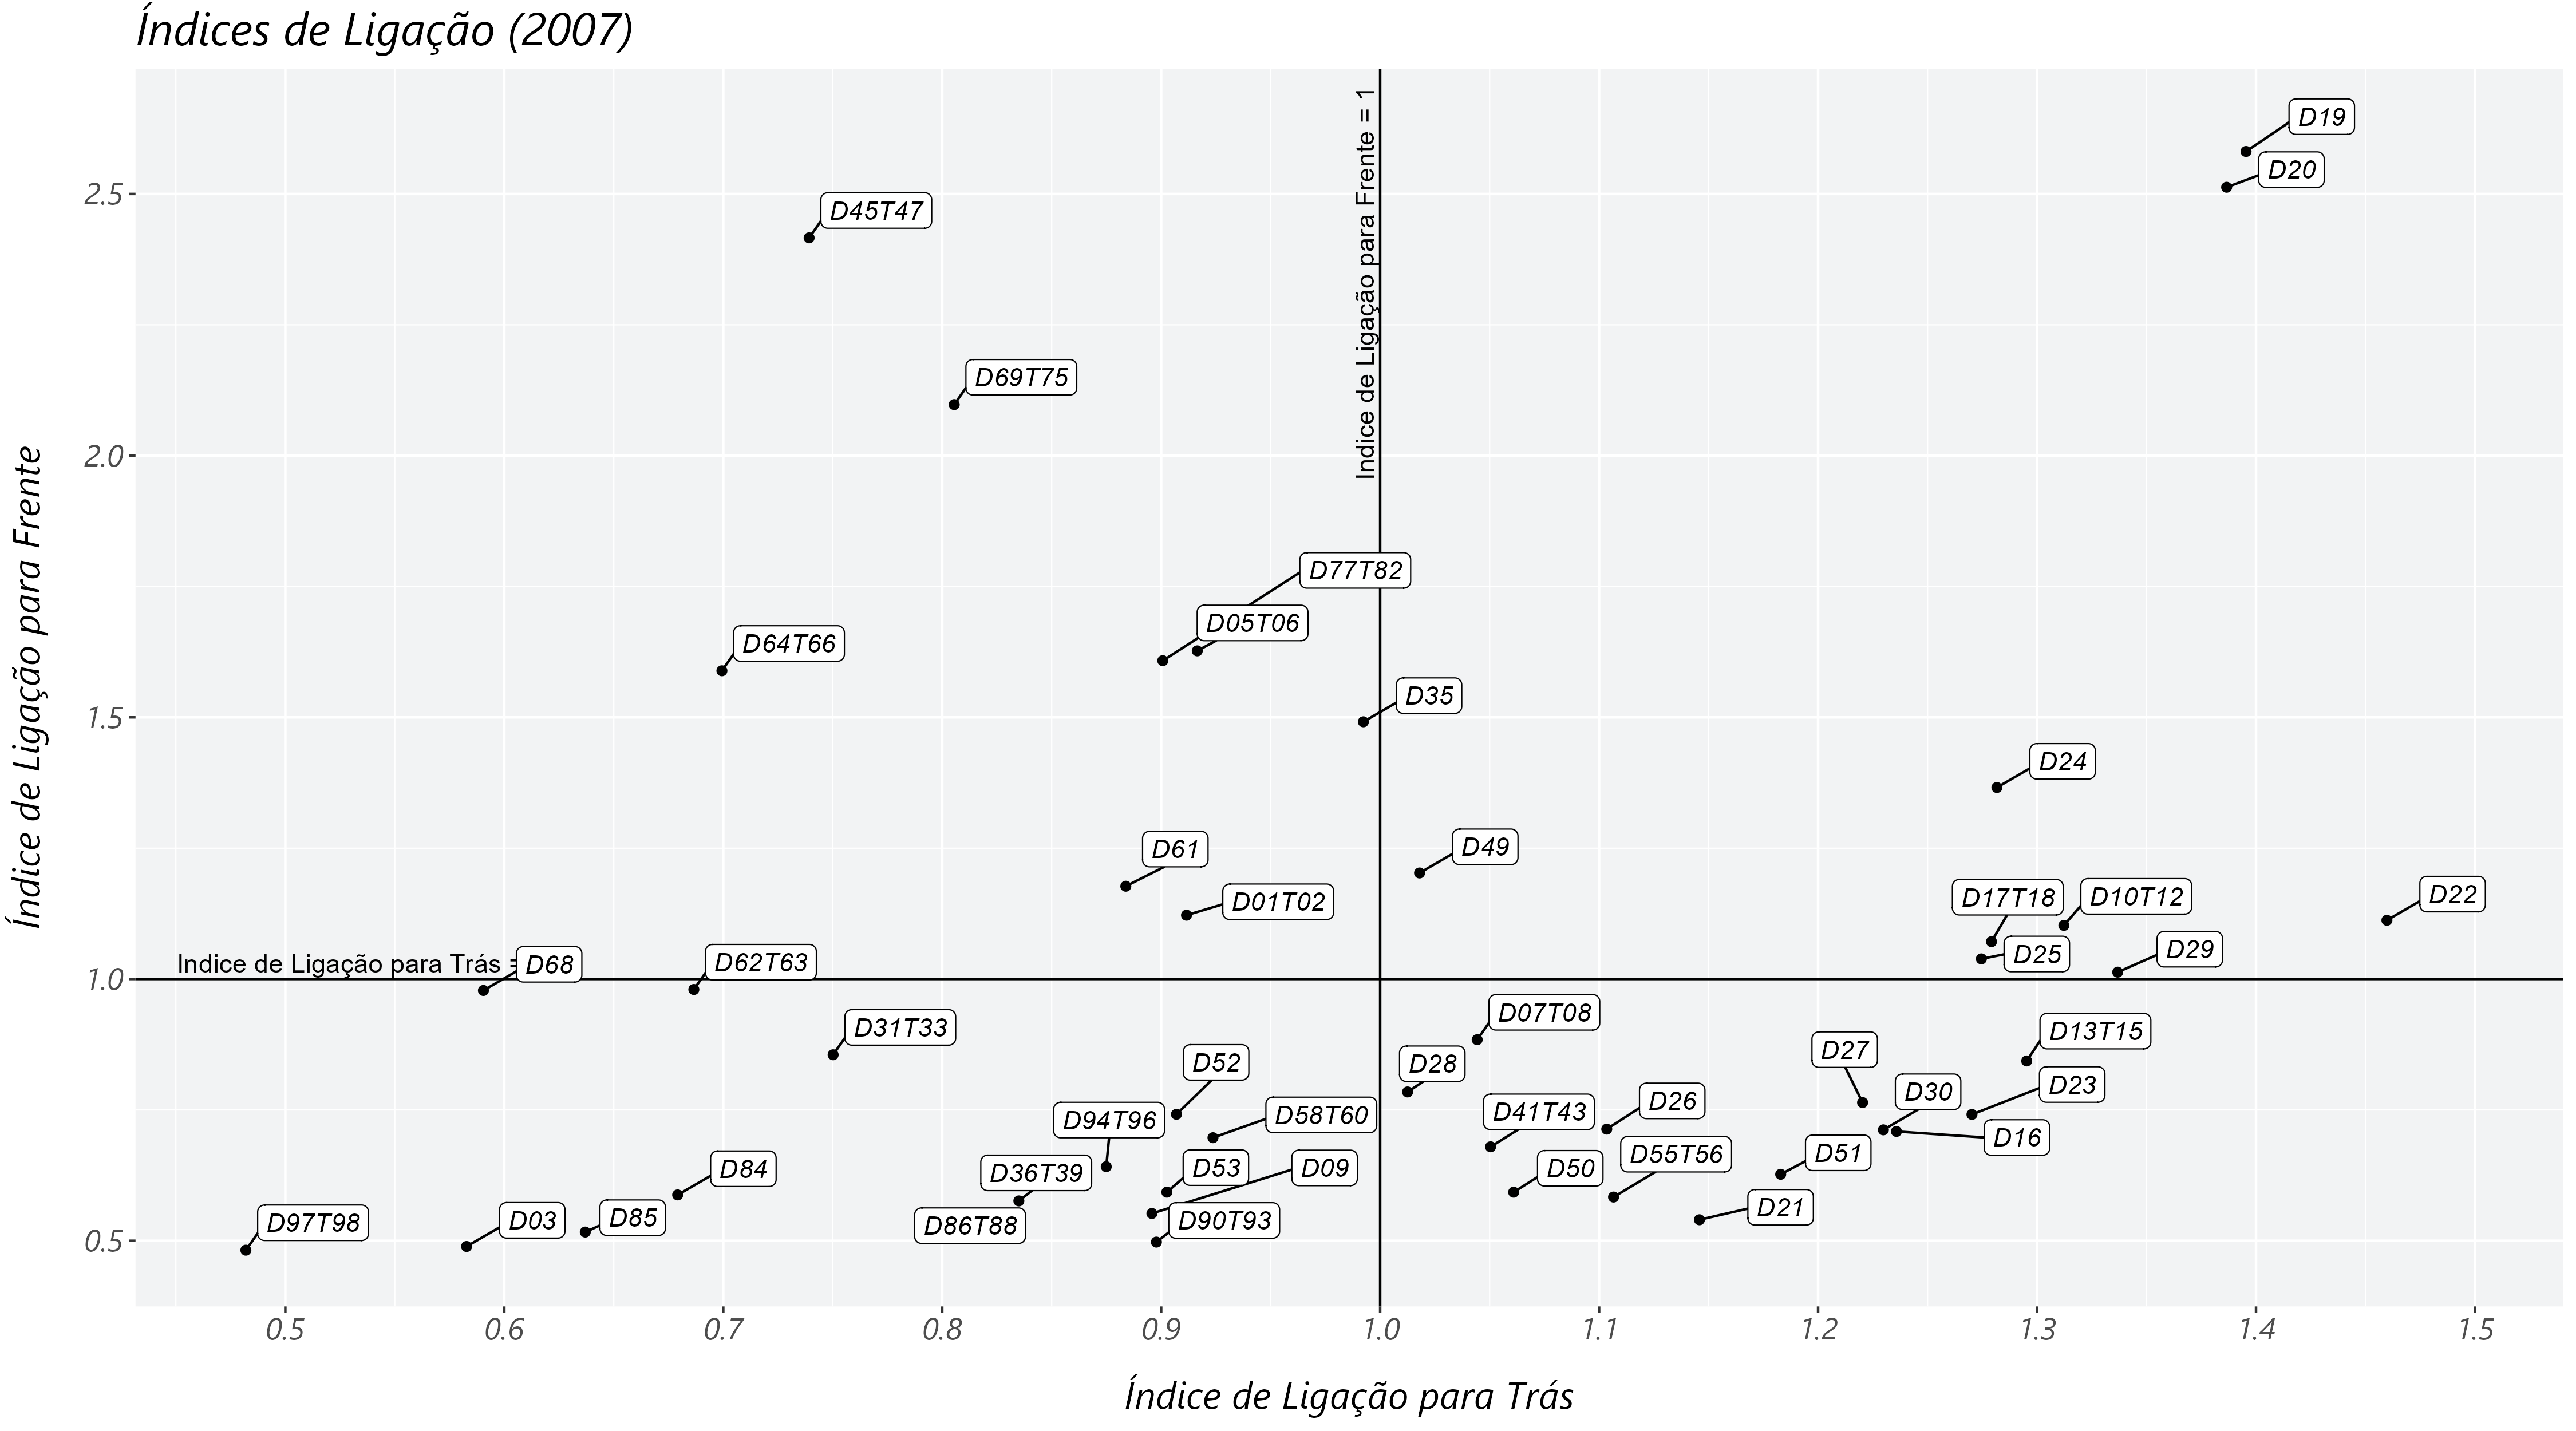 Índices de Ligação (2007)
Índice de Ligação para Frente
2.5
2.0
1.5
1.0
0.5
Indice de Ligação para Frente = 1
Indice de Ligação para Trás =
D19
D20
D45T47
D69T75
D77T82
D05T06
D64T66
D35
D24
D61
D49
D01T02
D17T18
D10T12
D22
D25
D29
D68
D62T63
D31T33
D07T08
D13T15
D27
D52
D28
D23
D30
D94T96
D58T60
D41T43
D26
D16
D51
D55T56
D84
D36T39
D53
D09
D50
D21
D97T98
D03
D85
D86T88
D90T93
0.5
0.6
0.7
0.8
0.9
1.0
1.1
1.2
1.3
1.4
1.5
Índice de Ligação para Trás